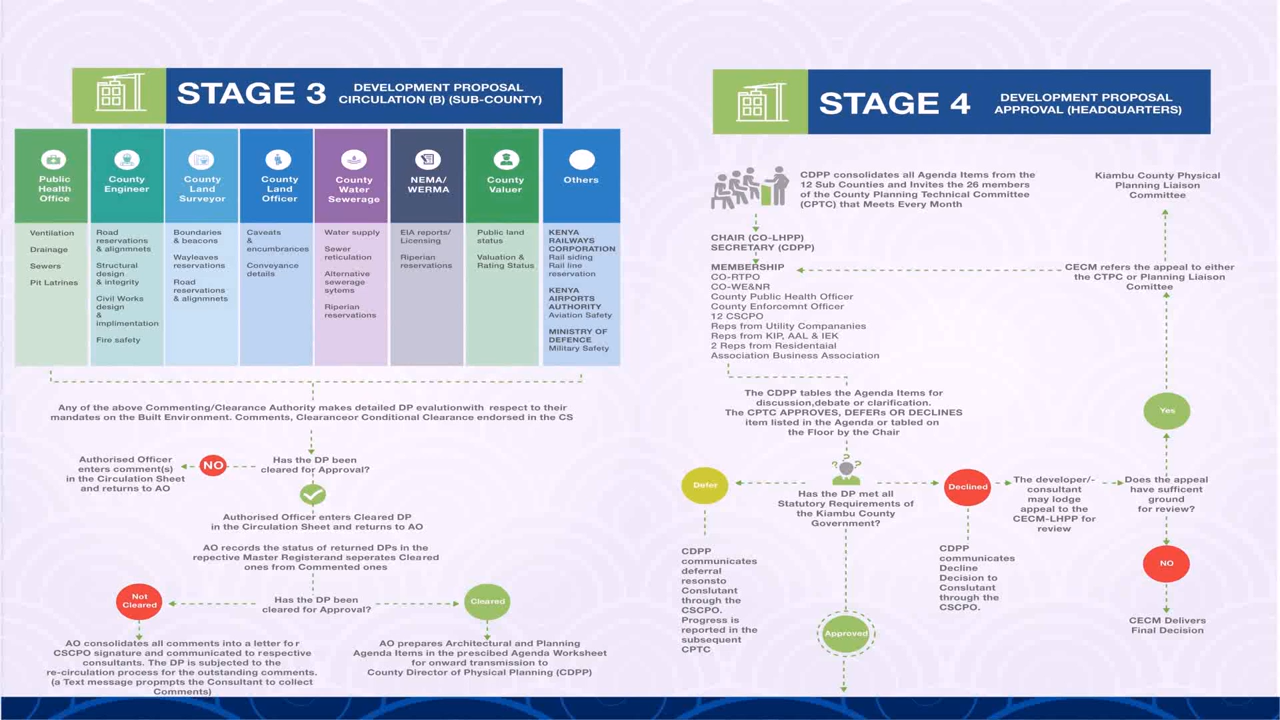 STAGE 3
DEVELOPMENT PROPOSAL
CIRCULATION (B) (SUB-COUNTY)
Public
Health
Office
Ventilation
Drainage
Sewers
Pit Latrines
County
Engineer
Road
reservations
& alignmnets
Structural
design
& integrity
Civil Works
design
&
implimentation
Fire safety
County
Land
Surveyor
Boundaries
& beacons
Wayleaves
reservations
Road
reservations
& alignmnets
County
Land
Officer
Caveats
&
encumbrances
Conveyance
details
County
Water
Sewerage
Water supply
Sewer
reticulation
Alternative
sewerage
sytems
Riperian
reservations
NEMA/
WERMA
EIA reports/
Licensing
Riperian
reservations
County
Valuer
Public land
status
Valuation &
Rating Status
Others
KENYA
RAILWAYS
CORPORATION
Rail siding
Rail line
reservation
KENYA
AIRPORTS
AUTHORITY
Aviation Safety
MINISTRY OF
DEFENCE
Military Safety
Any of the above Commenting/Clearance Authority makes detailed DP evalutionwith respect to their
mandates on the Built Environment. Comments, Clearanceor Conditional Clearance endorsed in the CS
Authorised Officer
enters comment(s)
in the Circulation Sheet
and returns to AO
NO
Has the DP been
cleared for Approval?
Authorised Officer enters Cleared DP
in the Circulation Sheet and returns to AO
AO records the status of returned DPs in the
repective Master Registerand seperates Cleared
ones from Commented ones
Not
Cleared
Has the DP been
cleared for Approval?
Cleared
AO consolidates all comments into a letter for
CSCPO signature and communicated to respective
consultants. The DP is subjected to the
re-circulation process for the outstanding comments.
(a Text message propmpts the Consultant to collect
Comments)
AO prepares Architectural and Planning
Agenda Items in the prescibed Agenda Worksheet
for onward transmission to
County Director of Physical Planning (CDPP)
STAGE 4
DEVELOPMENT PROPOSAL
APPROVAL (HEADQUARTERS)
CDPP consolidates all Agenda Items from the
12 Sub Counties and Invites the 26 members
of the County Planning Technical Committee
(CPTC) that Meets Every Month
Kiambu County Physical
Planning Liaison
Committee
CHAIR (CO-LHPP)
SECRETARY (CDPP)
MEMBERSHIP
CO-RTPO
CO-WE&NR
County Public Health Officer
County Enforcemnt Officer
12 CSCPO
Reps from Utility Compananies
Reps from KIP, AAL & IEK
2 Reps from Residentaial
Association Business Association
CECM refers the appeal to either
the CTPC or Planning Liaison
Comittee
The CDPP tables the Agenda Items for
discussion,debate or clarification.
The CPTC APPROVES, DEFERs OR DECLINES
item listed in the Agenda or tabled on
the Floor by the Chair
Yes
Defer
Has the DP met all
Statutory Requirements of
the Kiambu County
Government?
Declined
The developer/-
consultant
may lodge
appeal to the
CECM-LHPP for
review
Does the appeal
have sufficent
ground
for review?
CDPP
communicates
deferral
resonsto
Conslutant
through the
CSCPO.
Progress is
reported in the
subsequent
CPTC
CDPP
communicates
Decline
Decision to
Conslutant
through the
CSCPO.
NO
Approved
CECM Delivers
Final Decision